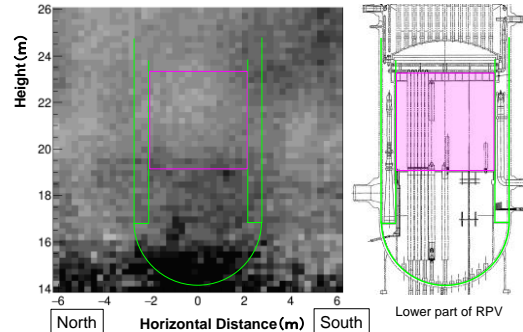 Height(m)
26
24
22
20
18
16
14
-6
-4
-2
0
2
4
6
North
Horizontal Distance(m)
South
Lower part of RPV